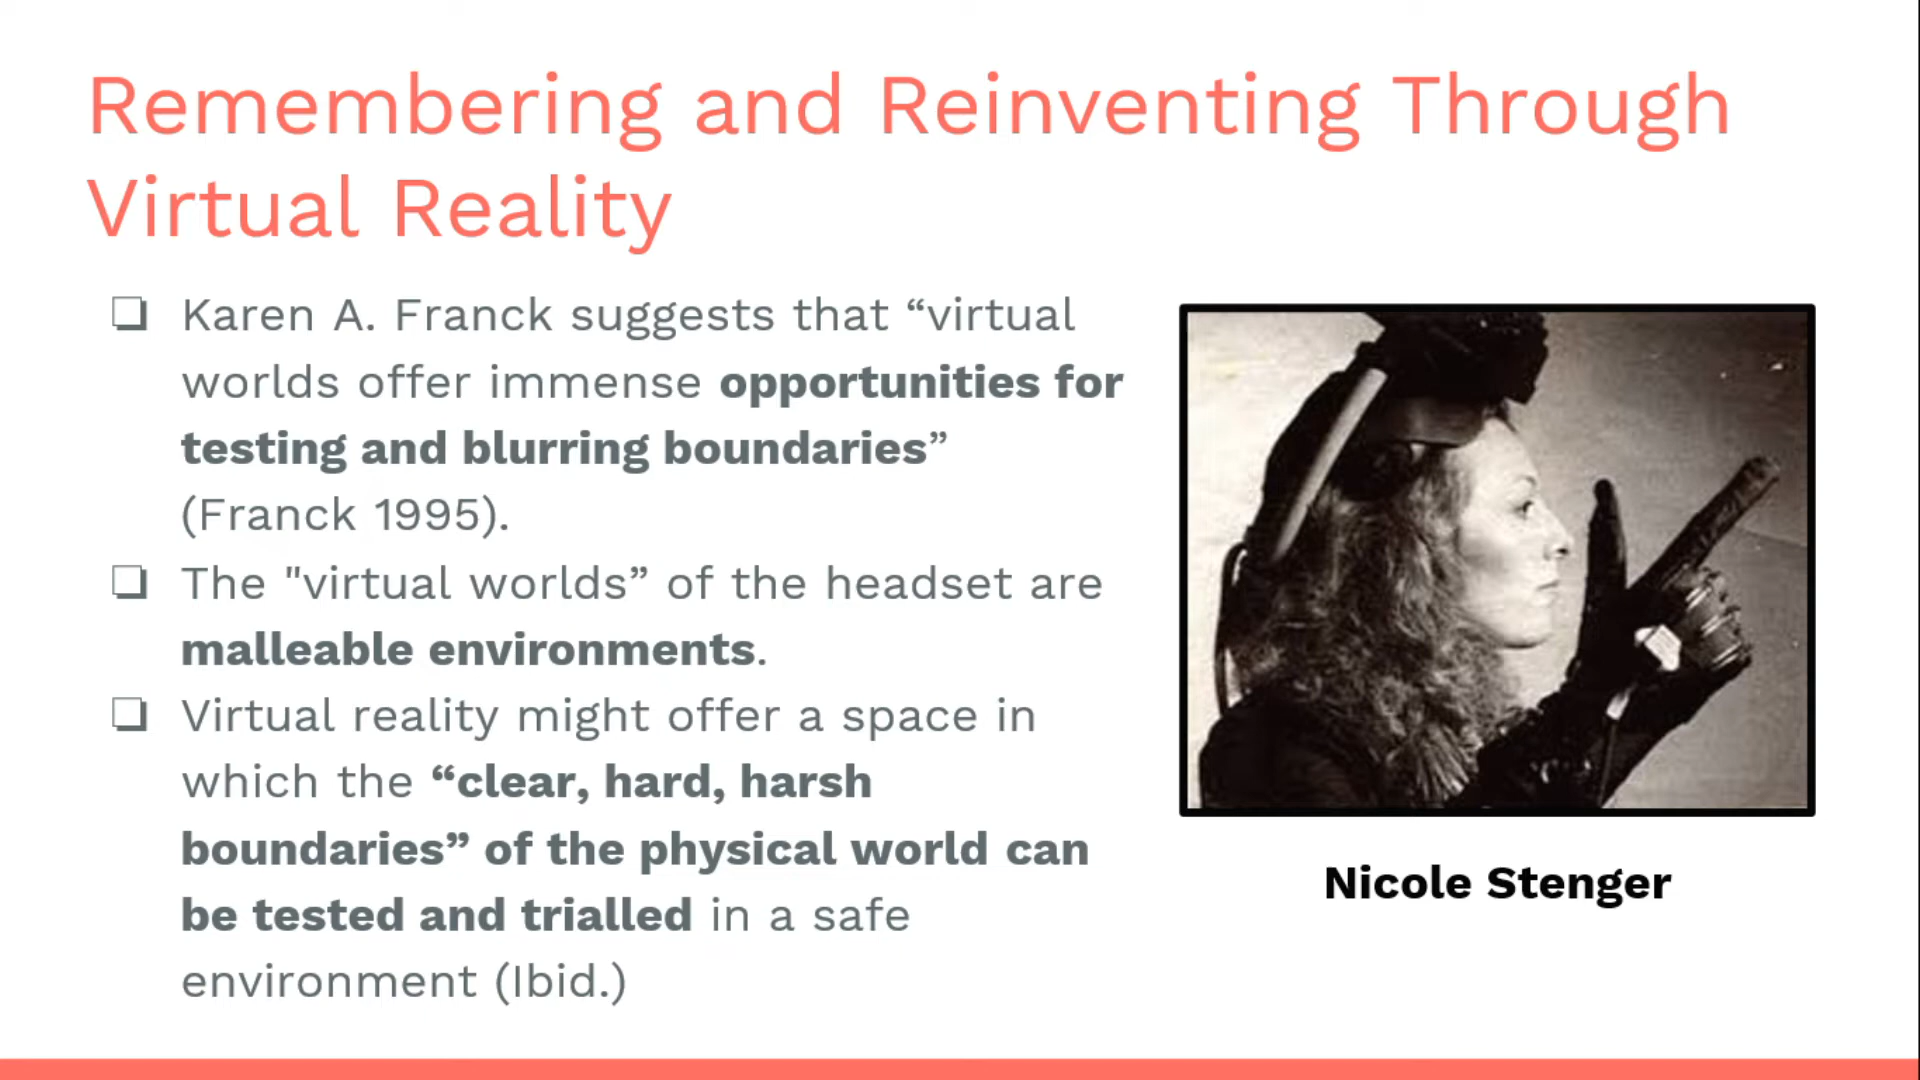 Remembering and Reinventing Through
Virtual Reality
❏ Karen A. Franck suggests that “virtual
worlds offer immense opportunities for
testing and blurring boundaries”
(Franck 1995).
❏ The "virtual worlds” of the headset are
malleable environments.
❏ Virtual reality might offer a space in
which the “clear, hard, harsh
boundaries” of the physical world can
be tested and trialled in a safe
environment (Ibid.)
Nicole Stenger